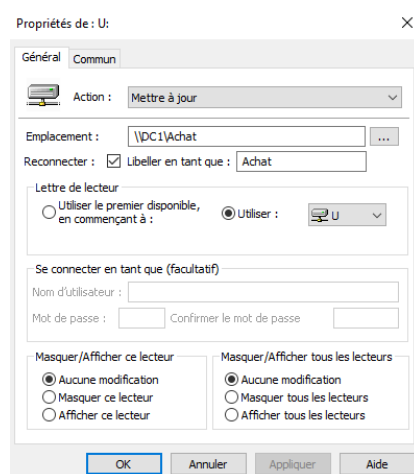 Propriétés de : U:
Général Commun
Action : Mettre à jour
Emplacement : \\DC1\Achat ...
Reconnecter : Libeller en tant que : Achat
Lettre de lecteur
Utiliser le premier disponible,
en commençant à : Utiliser : U
Se connecter en tant que (facultatif)
Nom d'utilisateur :
Mot de passe : Confirmer le mot de passe
Masquer/Afficher ce lecteur Masquer/Afficher tous les lecteurs
Aucune modification Aucune modification
Masquer ce lecteur Masquer tous les lecteurs
Afficher ce lecteur Afficher tous les lecteurs
OK Annuler Appliquer Aide